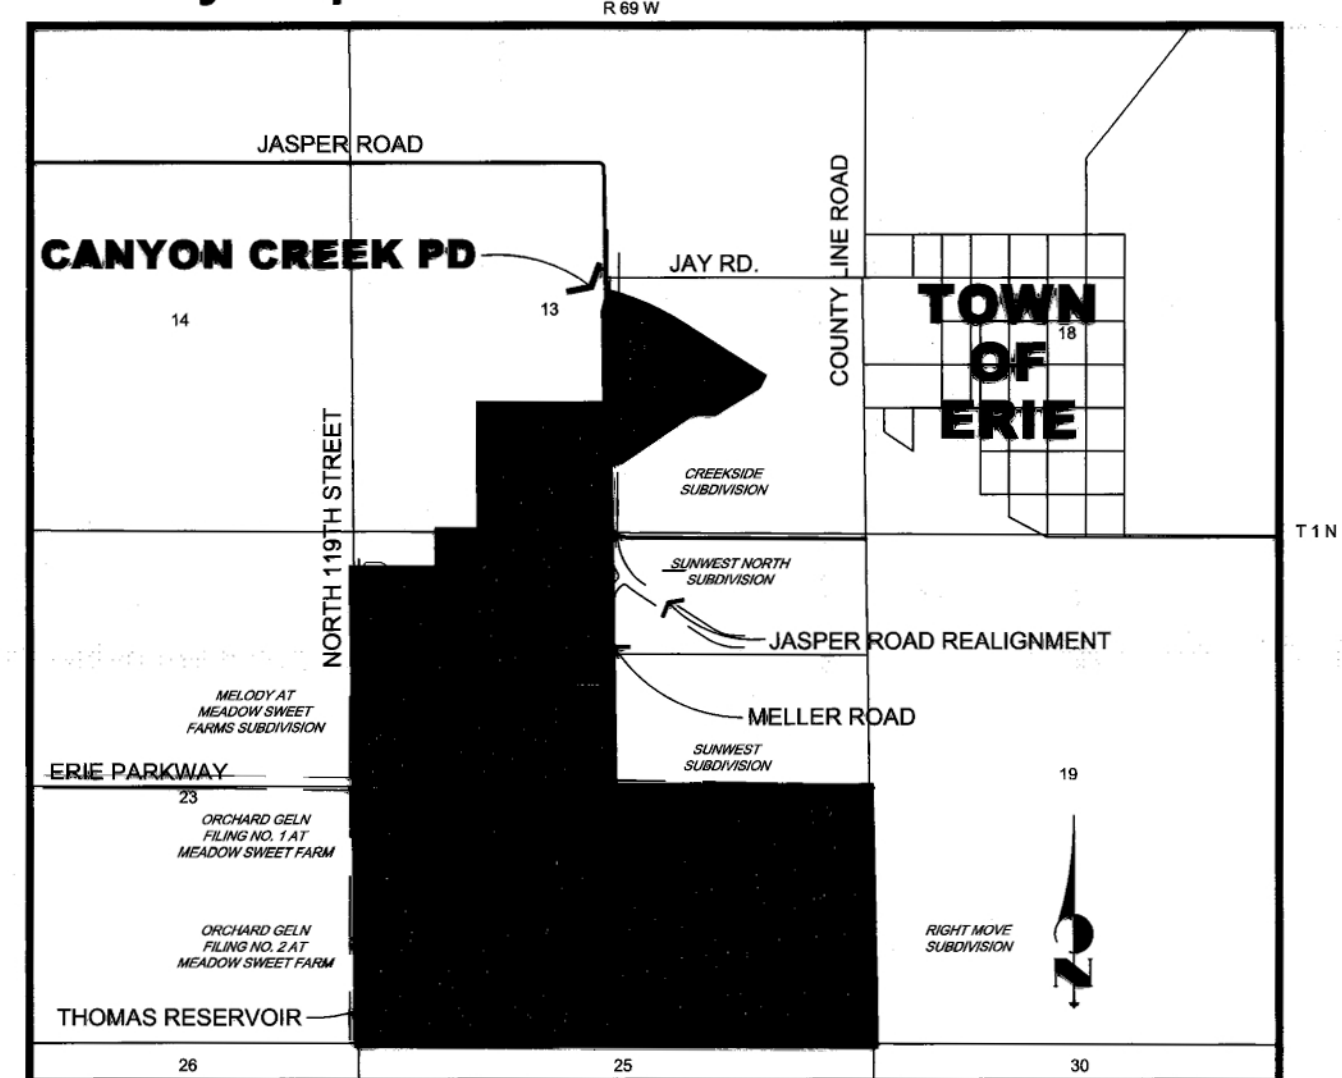 R 69 W
JASPER ROAD
CANYON CREEK PD
JAY RD.
COUNTY LINE ROAD
TOWN
OF
ERIE
14
13
18
NORTH 119TH STREET
CREEKSIDE
SUBDIVISION
T 1 N
SUNWEST NORTH
SUBDIVISION
JASPER ROAD REALIGNMENT
MELODY AT
MEADOW SWEET
FARMS SUBDIVISION
MELLER ROAD
SUNWEST
SUBDIVISION
ERIE PARKWAY
23
19
ORCHARD GELN
FILING NO. 1 AT
MEADOW SWEET FARM
ORCHARD GELN
FILING NO. 2 AT
MEADOW SWEET FARM
RIGHT MOVE
SUBDIVISION
N
THOMAS RESERVOIR
26
25
30